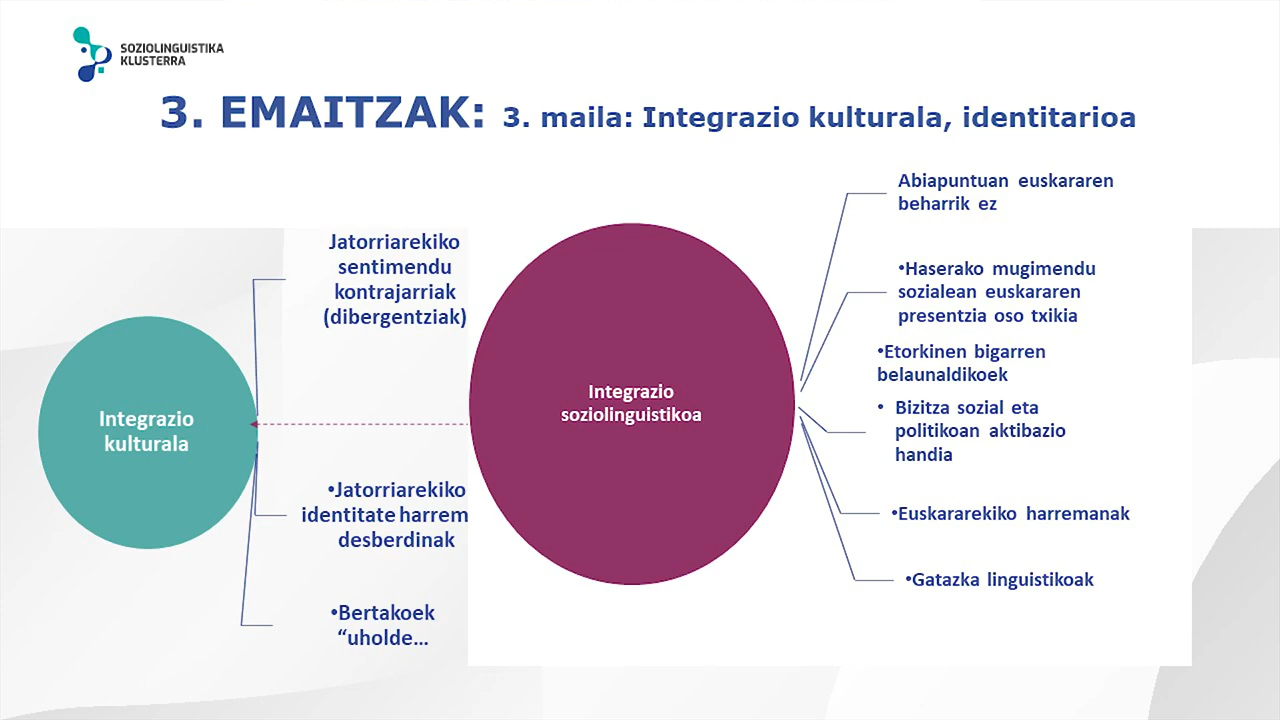 SOZIOLINGUISTIKA
KLUSTERRA
3. EMAITZAK: 3. maila: Integrazio kulturala, identitarioa
Integrazio
kulturala
Jatorriarekiko
sentimendu
kontrajarriak
(dibergentziak)
•Jatorriarekiko
identitate harrem
desberdinak
•Bertakoek
“uholde…
Integrazio
soziolinguistikoa
Abiapuntuan euskararen
beharrik ez
•Haserako mugimendu
sozialean euskararen
presentzia oso txikia
•Etorkinen bigarren
belaunaldikoek
• Bizitza sozial eta
politikoan aktibazio
handia
•Euskararekiko harremanak
•Gatazka linguistikoak